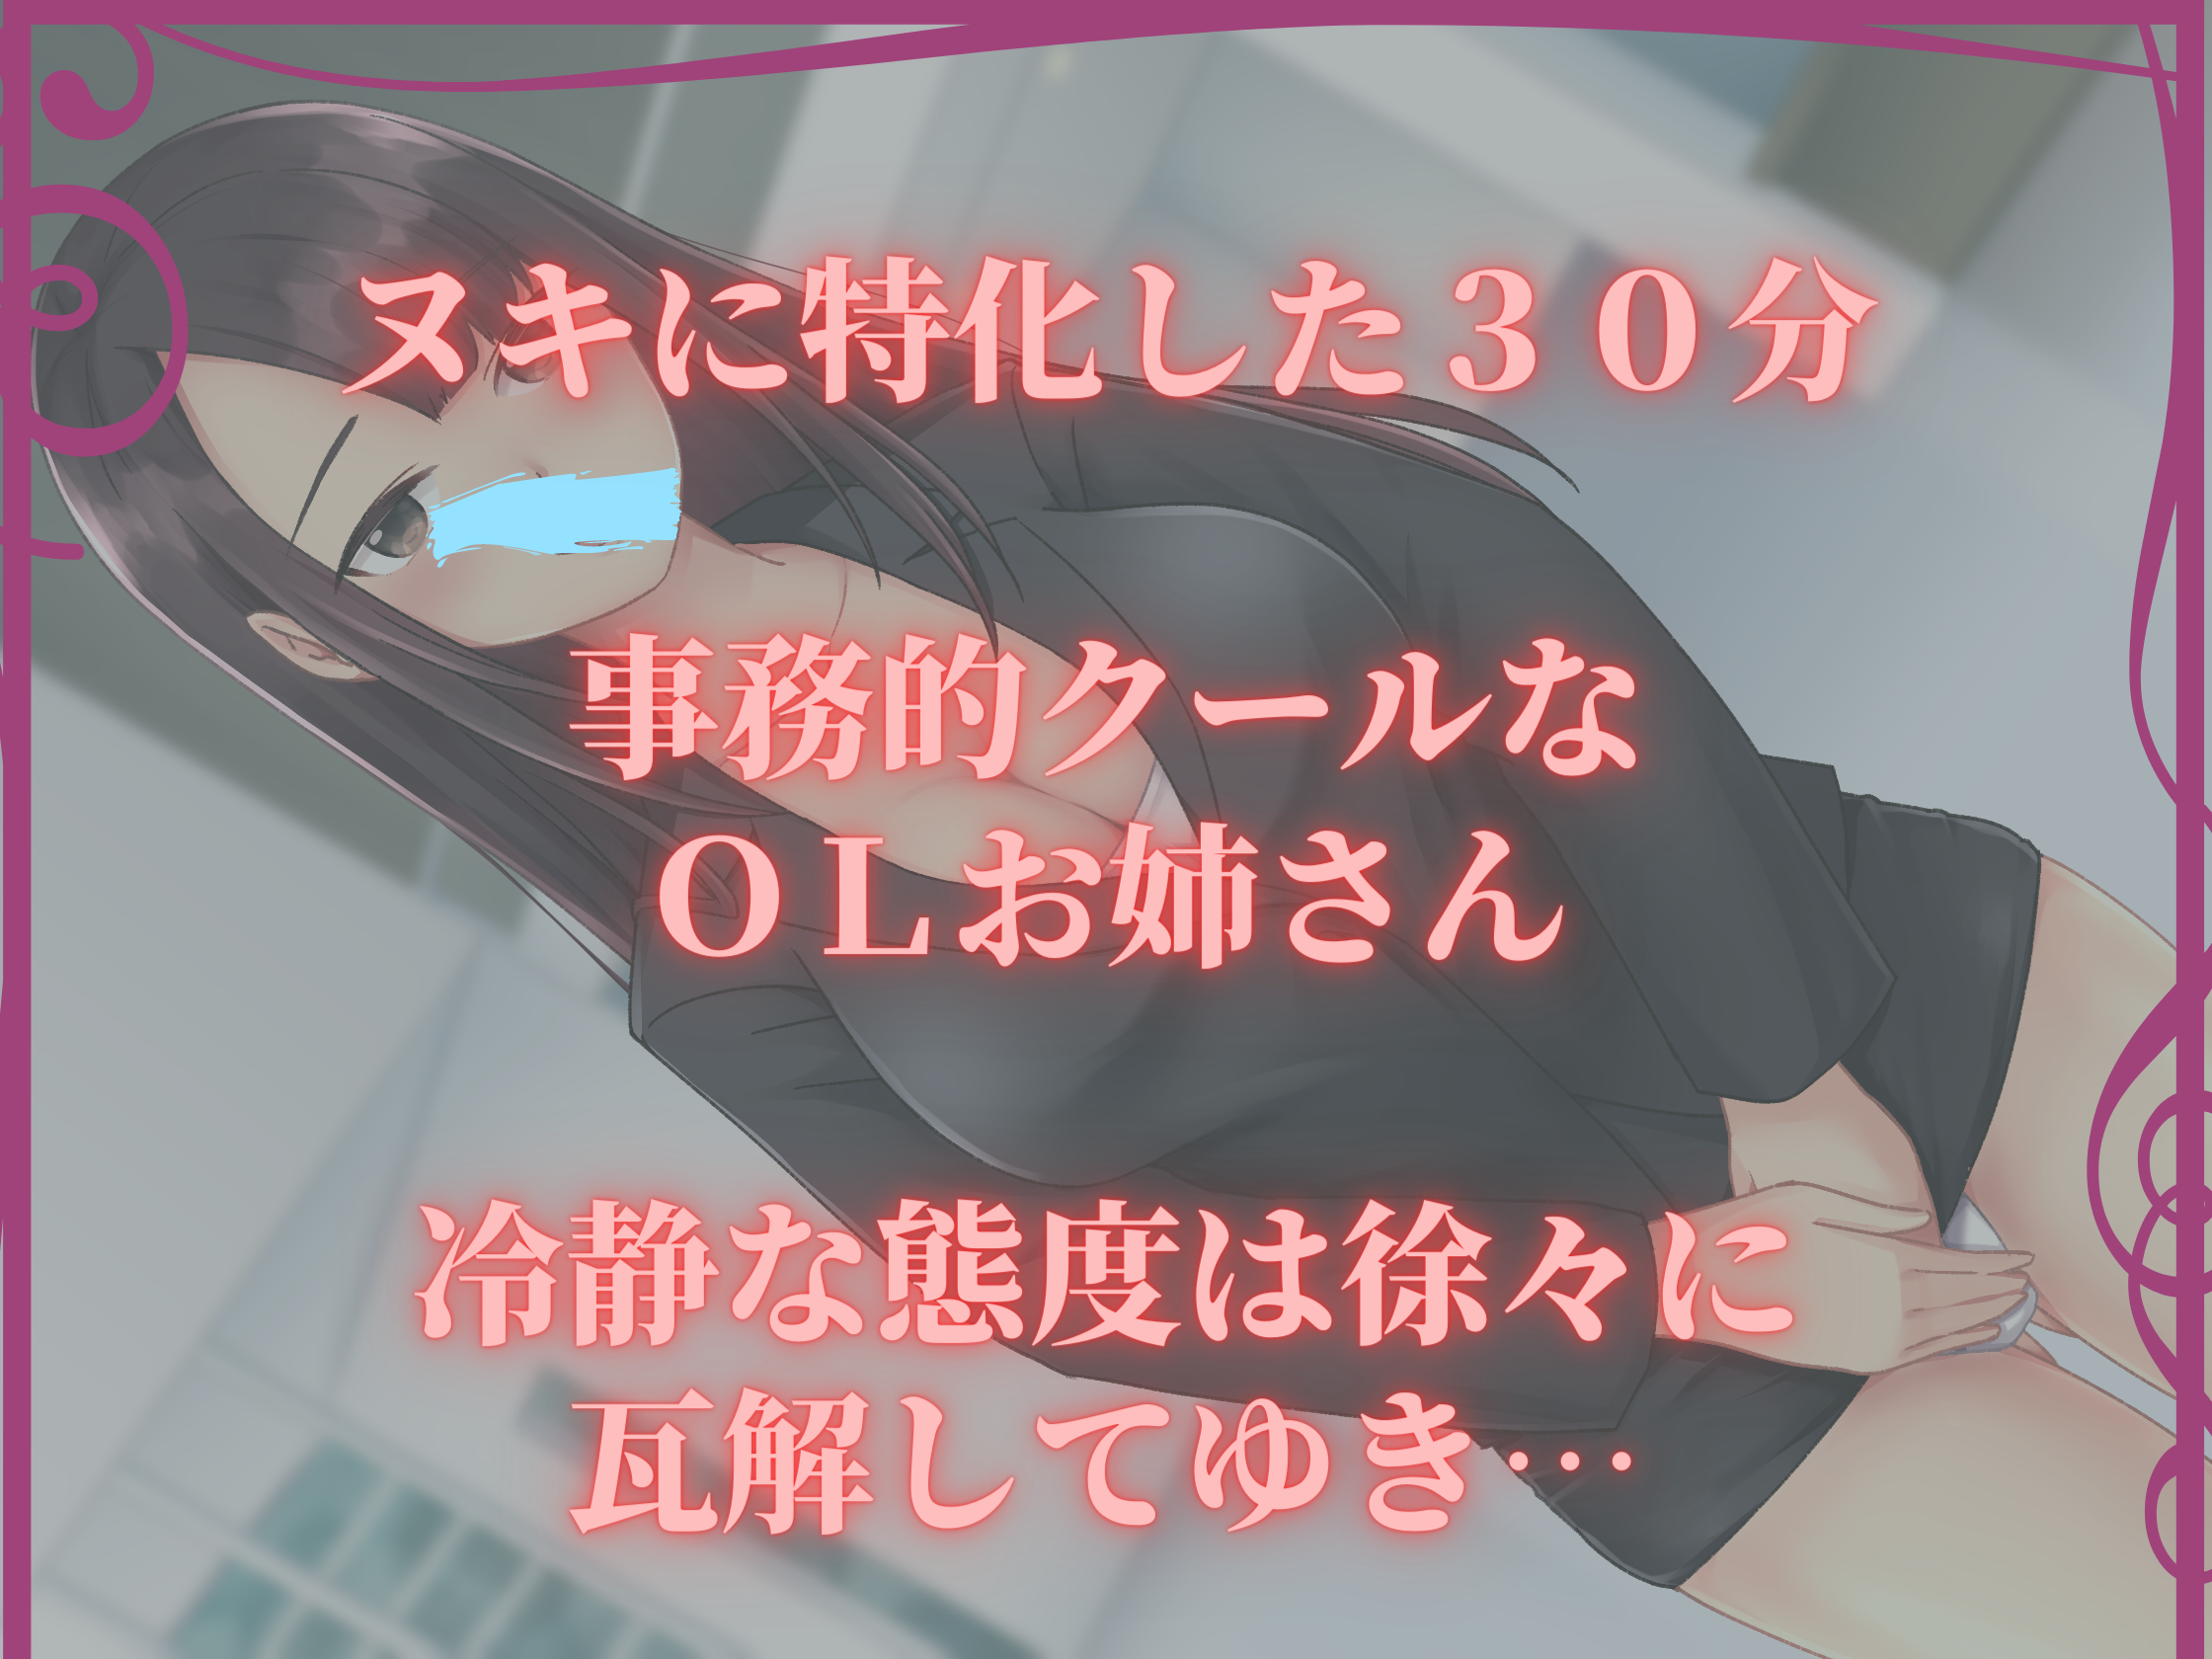 ヌキに特化した３０分
事務的クールな
ＯＬお姉さん
冷静な態度は徐々に
瓦解してゆき…